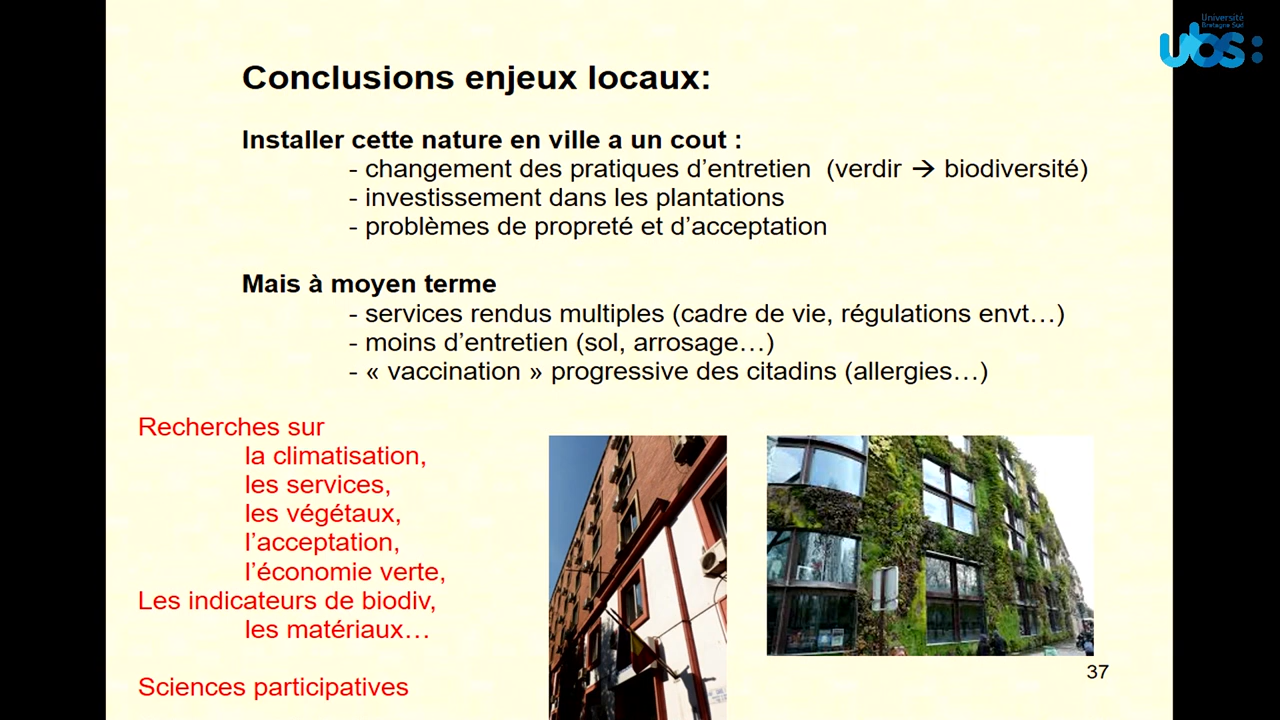 Université
Bretagne Sud
ubs:
Conclusions enjeux locaux:
Installer cette nature en ville a un cout :
- changement des pratiques d’entretien (verdir → biodiversité)
- investissement dans les plantations
- problèmes de propreté et d’acceptation
Mais à moyen terme
- services rendus multiples (cadre de vie, régulations envt…)
- moins d’entretien (sol, arrosage…)
- « vaccination » progressive des citadins (allergies…)
Recherches sur
la climatisation,
les services,
les végétaux,
l’acceptation,
l’économie verte,
Les indicateurs de biodiv,
les matériaux…
Sciences participatives
37